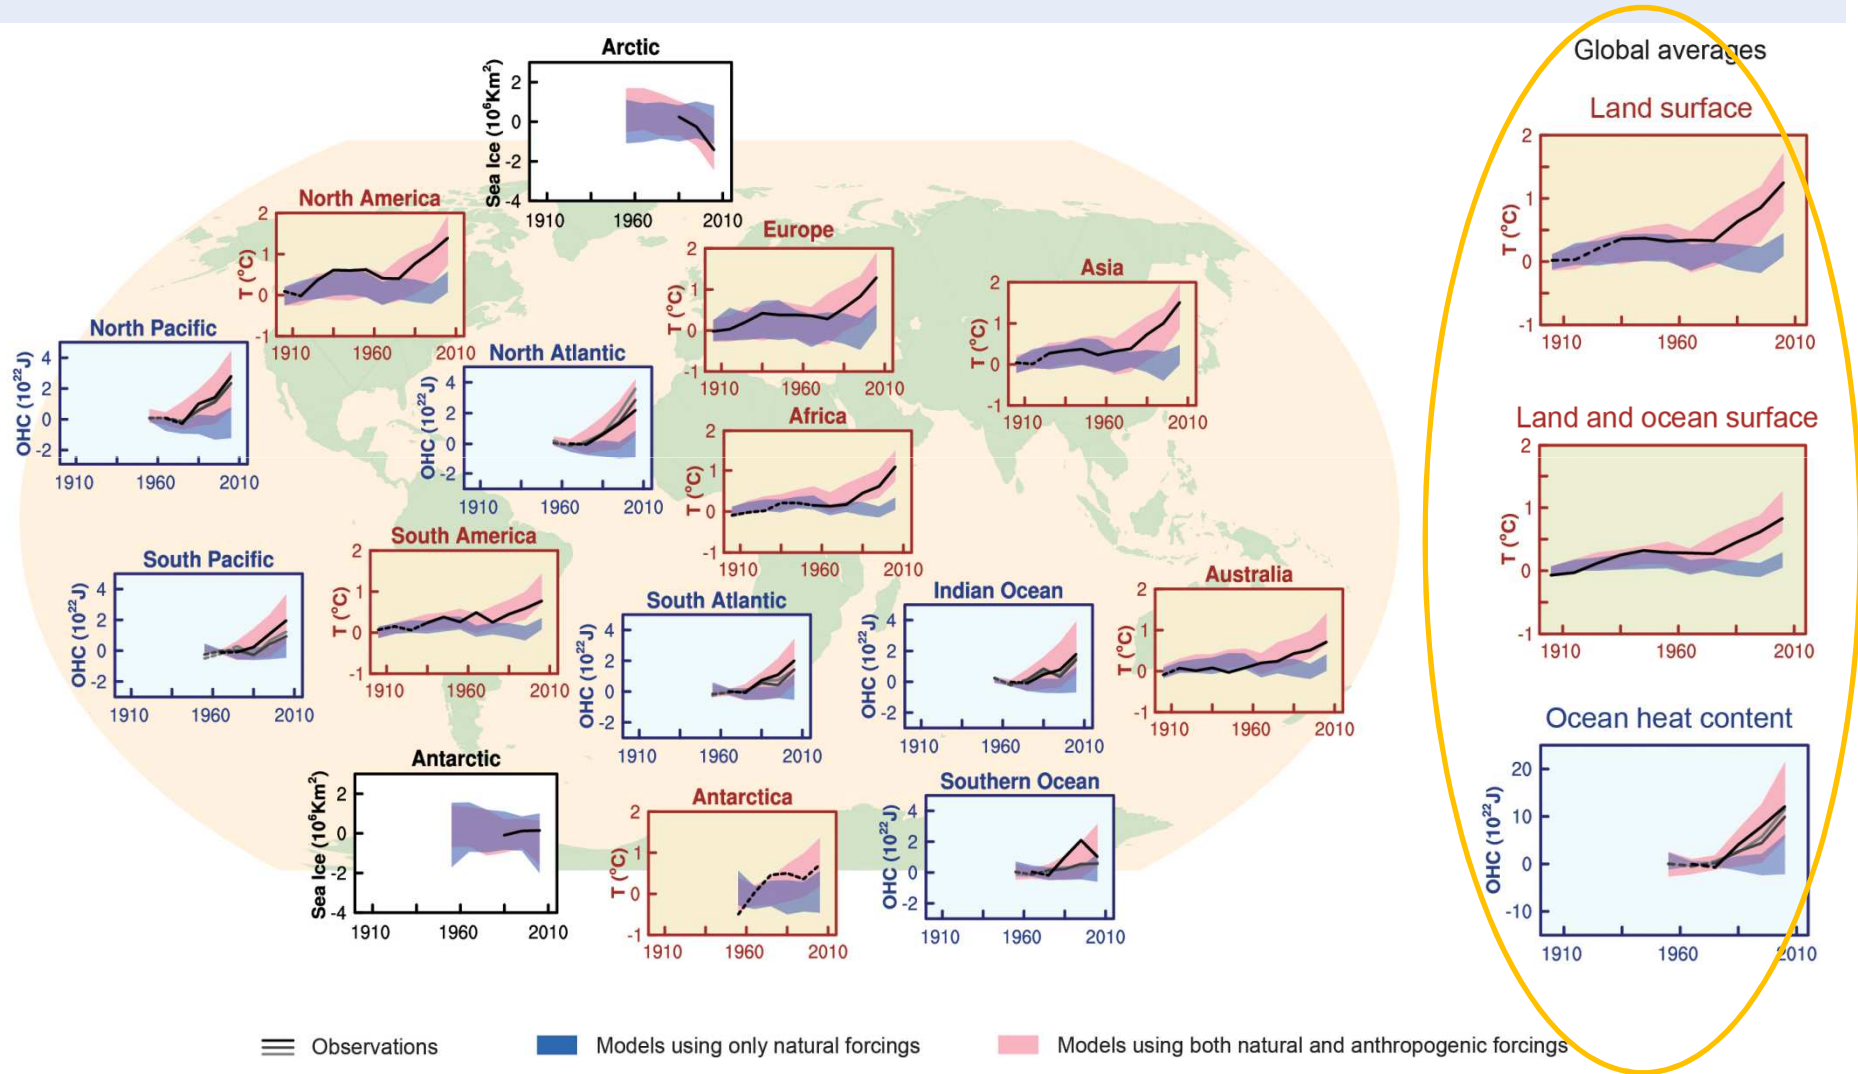 Arctic
Sea Ice (10⁶Km²)
2
0
-2
-4
1910 1960 2010
North America
T (°C)
2
1
0
-1
1910 1960 2010
Europe
T (°C)
2
1
0
-1
1910 1960 2010
Asia
T (°C)
2
1
0
-1
1910 1960 2010
North Pacific
OHC (10²²J)
4
2
0
-2
1910 1960 2010
North Atlantic
OHC (10²²J)
4
2
0
-2
1910 1960 2010
Africa
T (°C)
2
1
0
-1
1910 1960 2010
South Pacific
OHC (10²²J)
4
2
0
-2
1910 1960 2010
South America
T (°C)
2
1
0
-1
1910 1960 2010
South Atlantic
OHC (10²²J)
4
2
0
-2
1910 1960 2010
Indian Ocean
OHC (10²²J)
4
2
0
-2
1910 1960 2010
Australia
T (°C)
2
1
0
-1
1910 1960 2010
Antarctic
Sea Ice (10⁶Km²)
2
0
-2
-4
1910 1960 2010
Antarctica
T (°C)
2
1
0
-1
1910 1960 2010
Southern Ocean
OHC (10²²J)
4
2
0
-2
1910 1960 2010
Global averages
Land surface
T (°C)
2
1
0
-1
1910 1960 2010
Land and ocean surface
T (°C)
2
1
0
-1
1910 1960 2010
Ocean heat content
OHC (10²²J)
20
10
0
-10
1910 1960 2010
Observations
Models using only natural forcings
Models using both natural and anthropogenic forcings